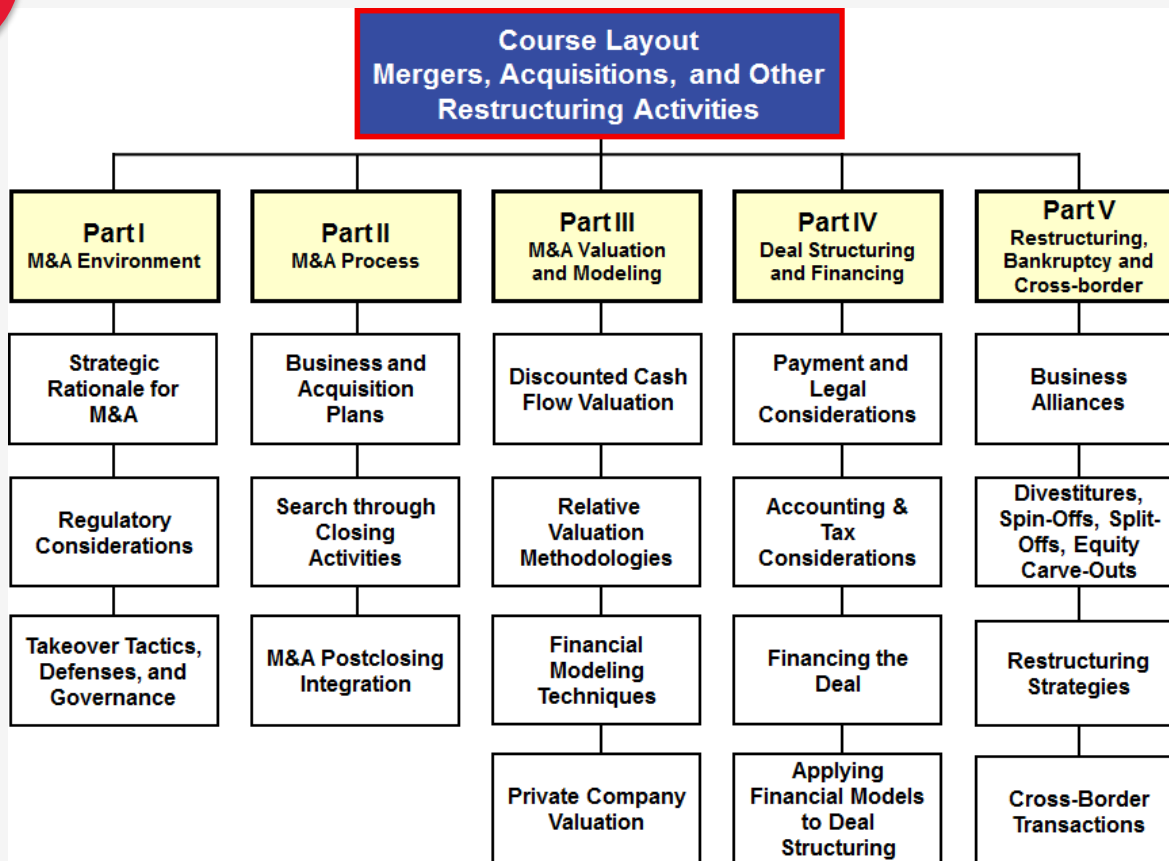 Course Layout
Mergers, Acquisitions, and Other
Restructuring Activities
Part I
M&A Environment
Part II
M&A Process
Part III
M&A Valuation
and Modeling
Part IV
Deal Structuring
and Financing
Part V
Restructuring,
Bankruptcy and
Cross-border
Strategic
Rationale for
M&A
Business and
Acquisition
Plans
Discounted Cash
Flow Valuation
Payment and
Legal
Considerations
Business
Alliances
Regulatory
Considerations
Search through
Closing
Activities
Relative
Valuation
Methodologies
Accounting &
Tax
Considerations
Divestitures,
Spin-Offs, Split-
Offs, Equity
Carve-Outs
Takeover Tactics,
Defenses, and
Governance
M&A Postclosing
Integration
Financial
Modeling
Techniques
Financing the
Deal
Restructuring
Strategies
Private Company
Valuation
Applying
Financial Models
to Deal
Structuring
Cross-Border
Transactions